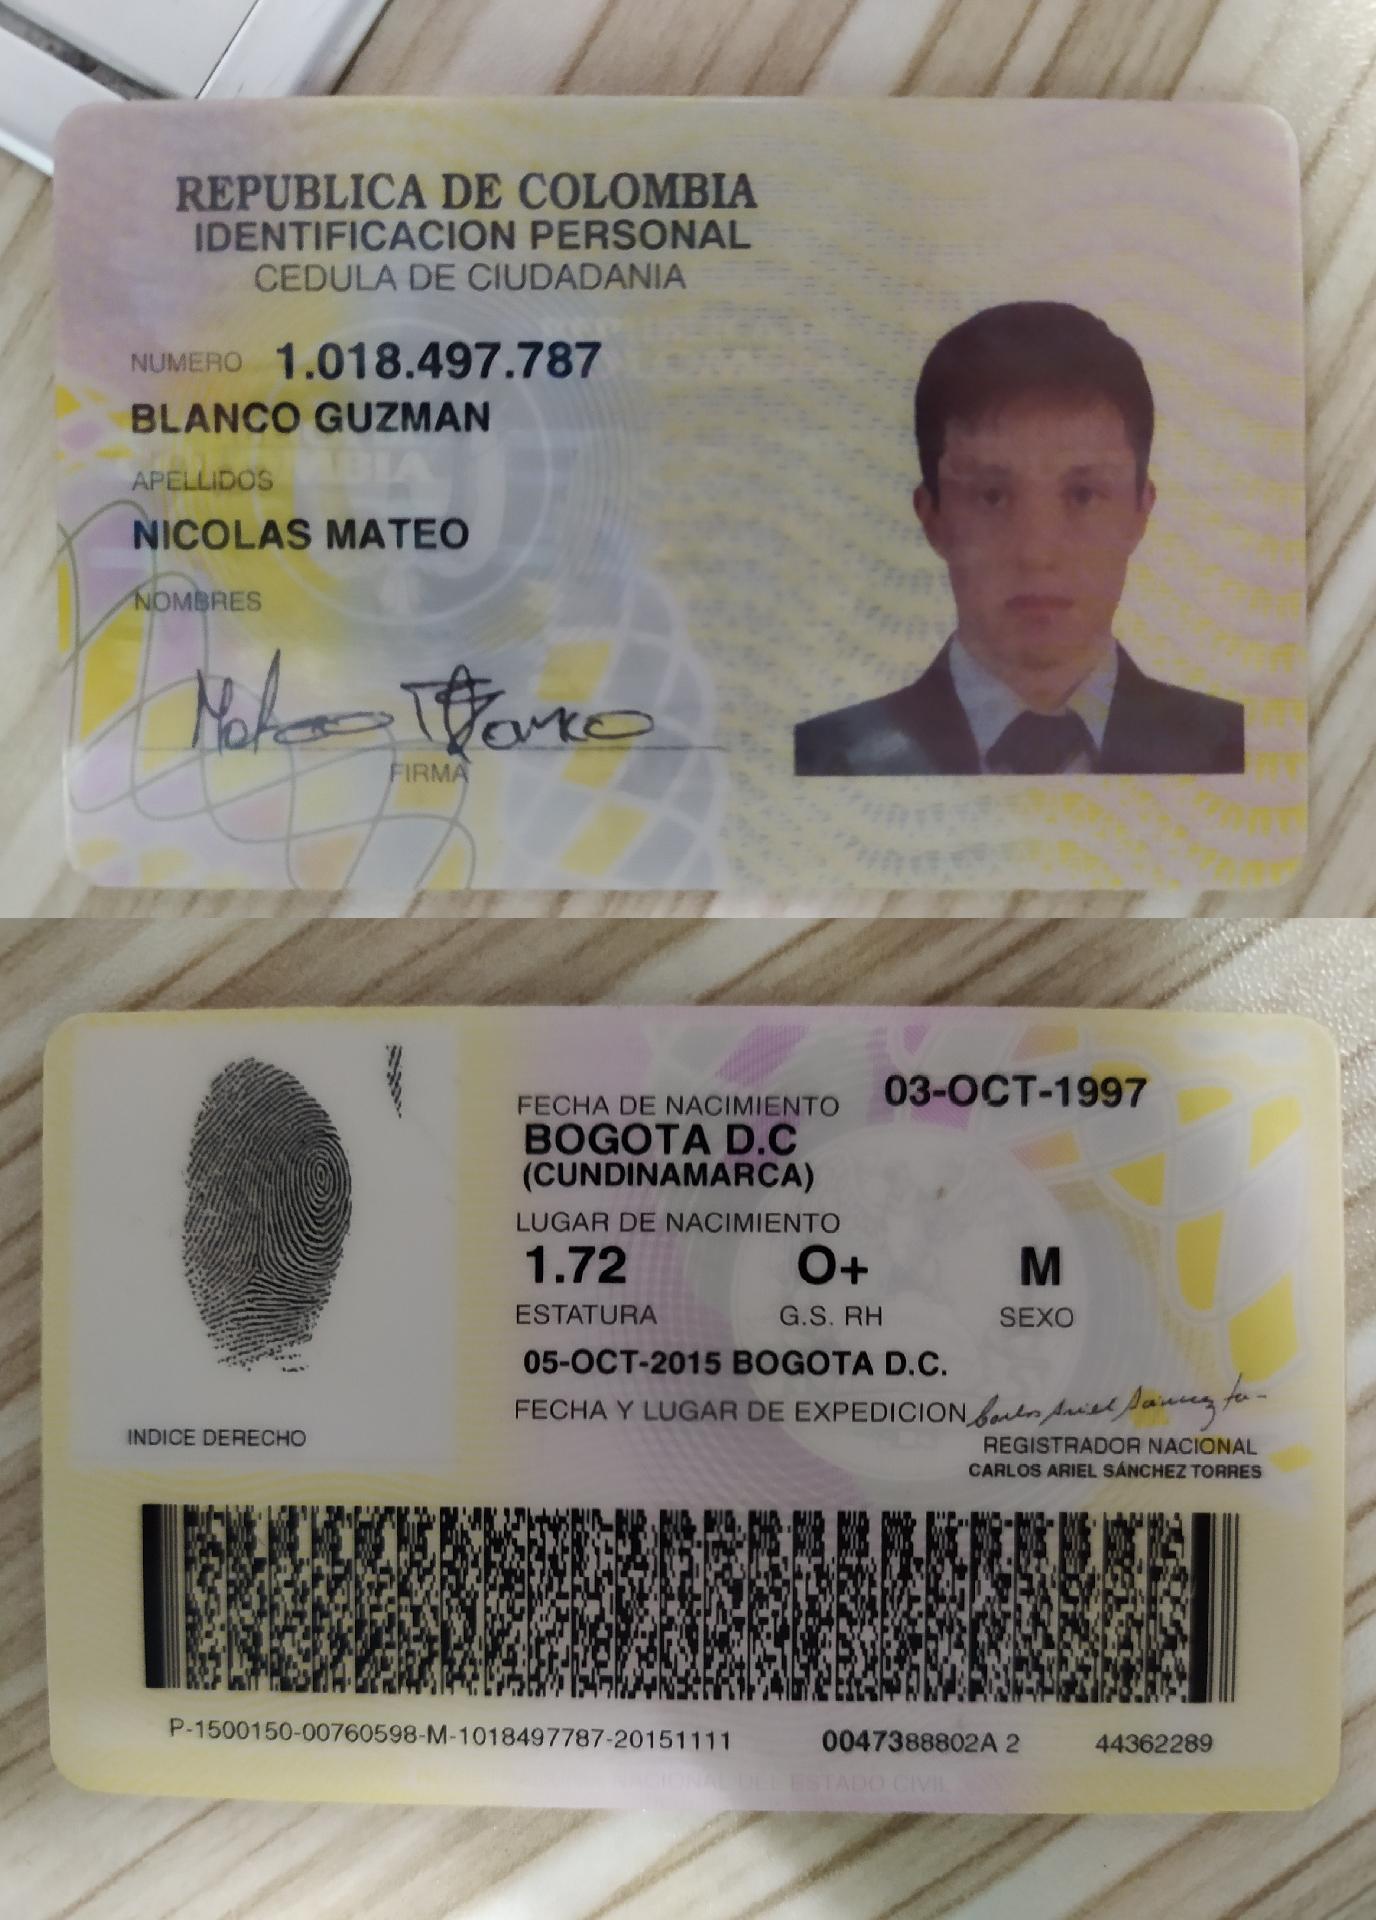 REPUBLICA DE COLOMBIA
IDENTIFICACION PERSONAL
CEDULA DE CIUDADANIA
NUMERO 1.018.497.787
BLANCO GUZMAN
APELLIDOS
NICOLAS MATEO
NOMBRES
Mateo Blanco
FIRMA
FECHA DE NACIMIENTO 03-OCT-1997
BOGOTA D.C
(CUNDINAMARCA)
LUGAR DE NACIMIENTO
1.72 O+ M
ESTATURA G.S. RH SEXO
05-OCT-2015 BOGOTA D.C.
FECHA Y LUGAR DE EXPEDICION Carlos Ariel Sánchez
INDICE DERECHO
REGISTRADOR NACIONAL
CARLOS ARIEL SÁNCHEZ TORRES
P-1500150-00760598-M-1018497787-20151111 0047388802A 2 44362289
NACIONAL DEL ESTADO CIVIL